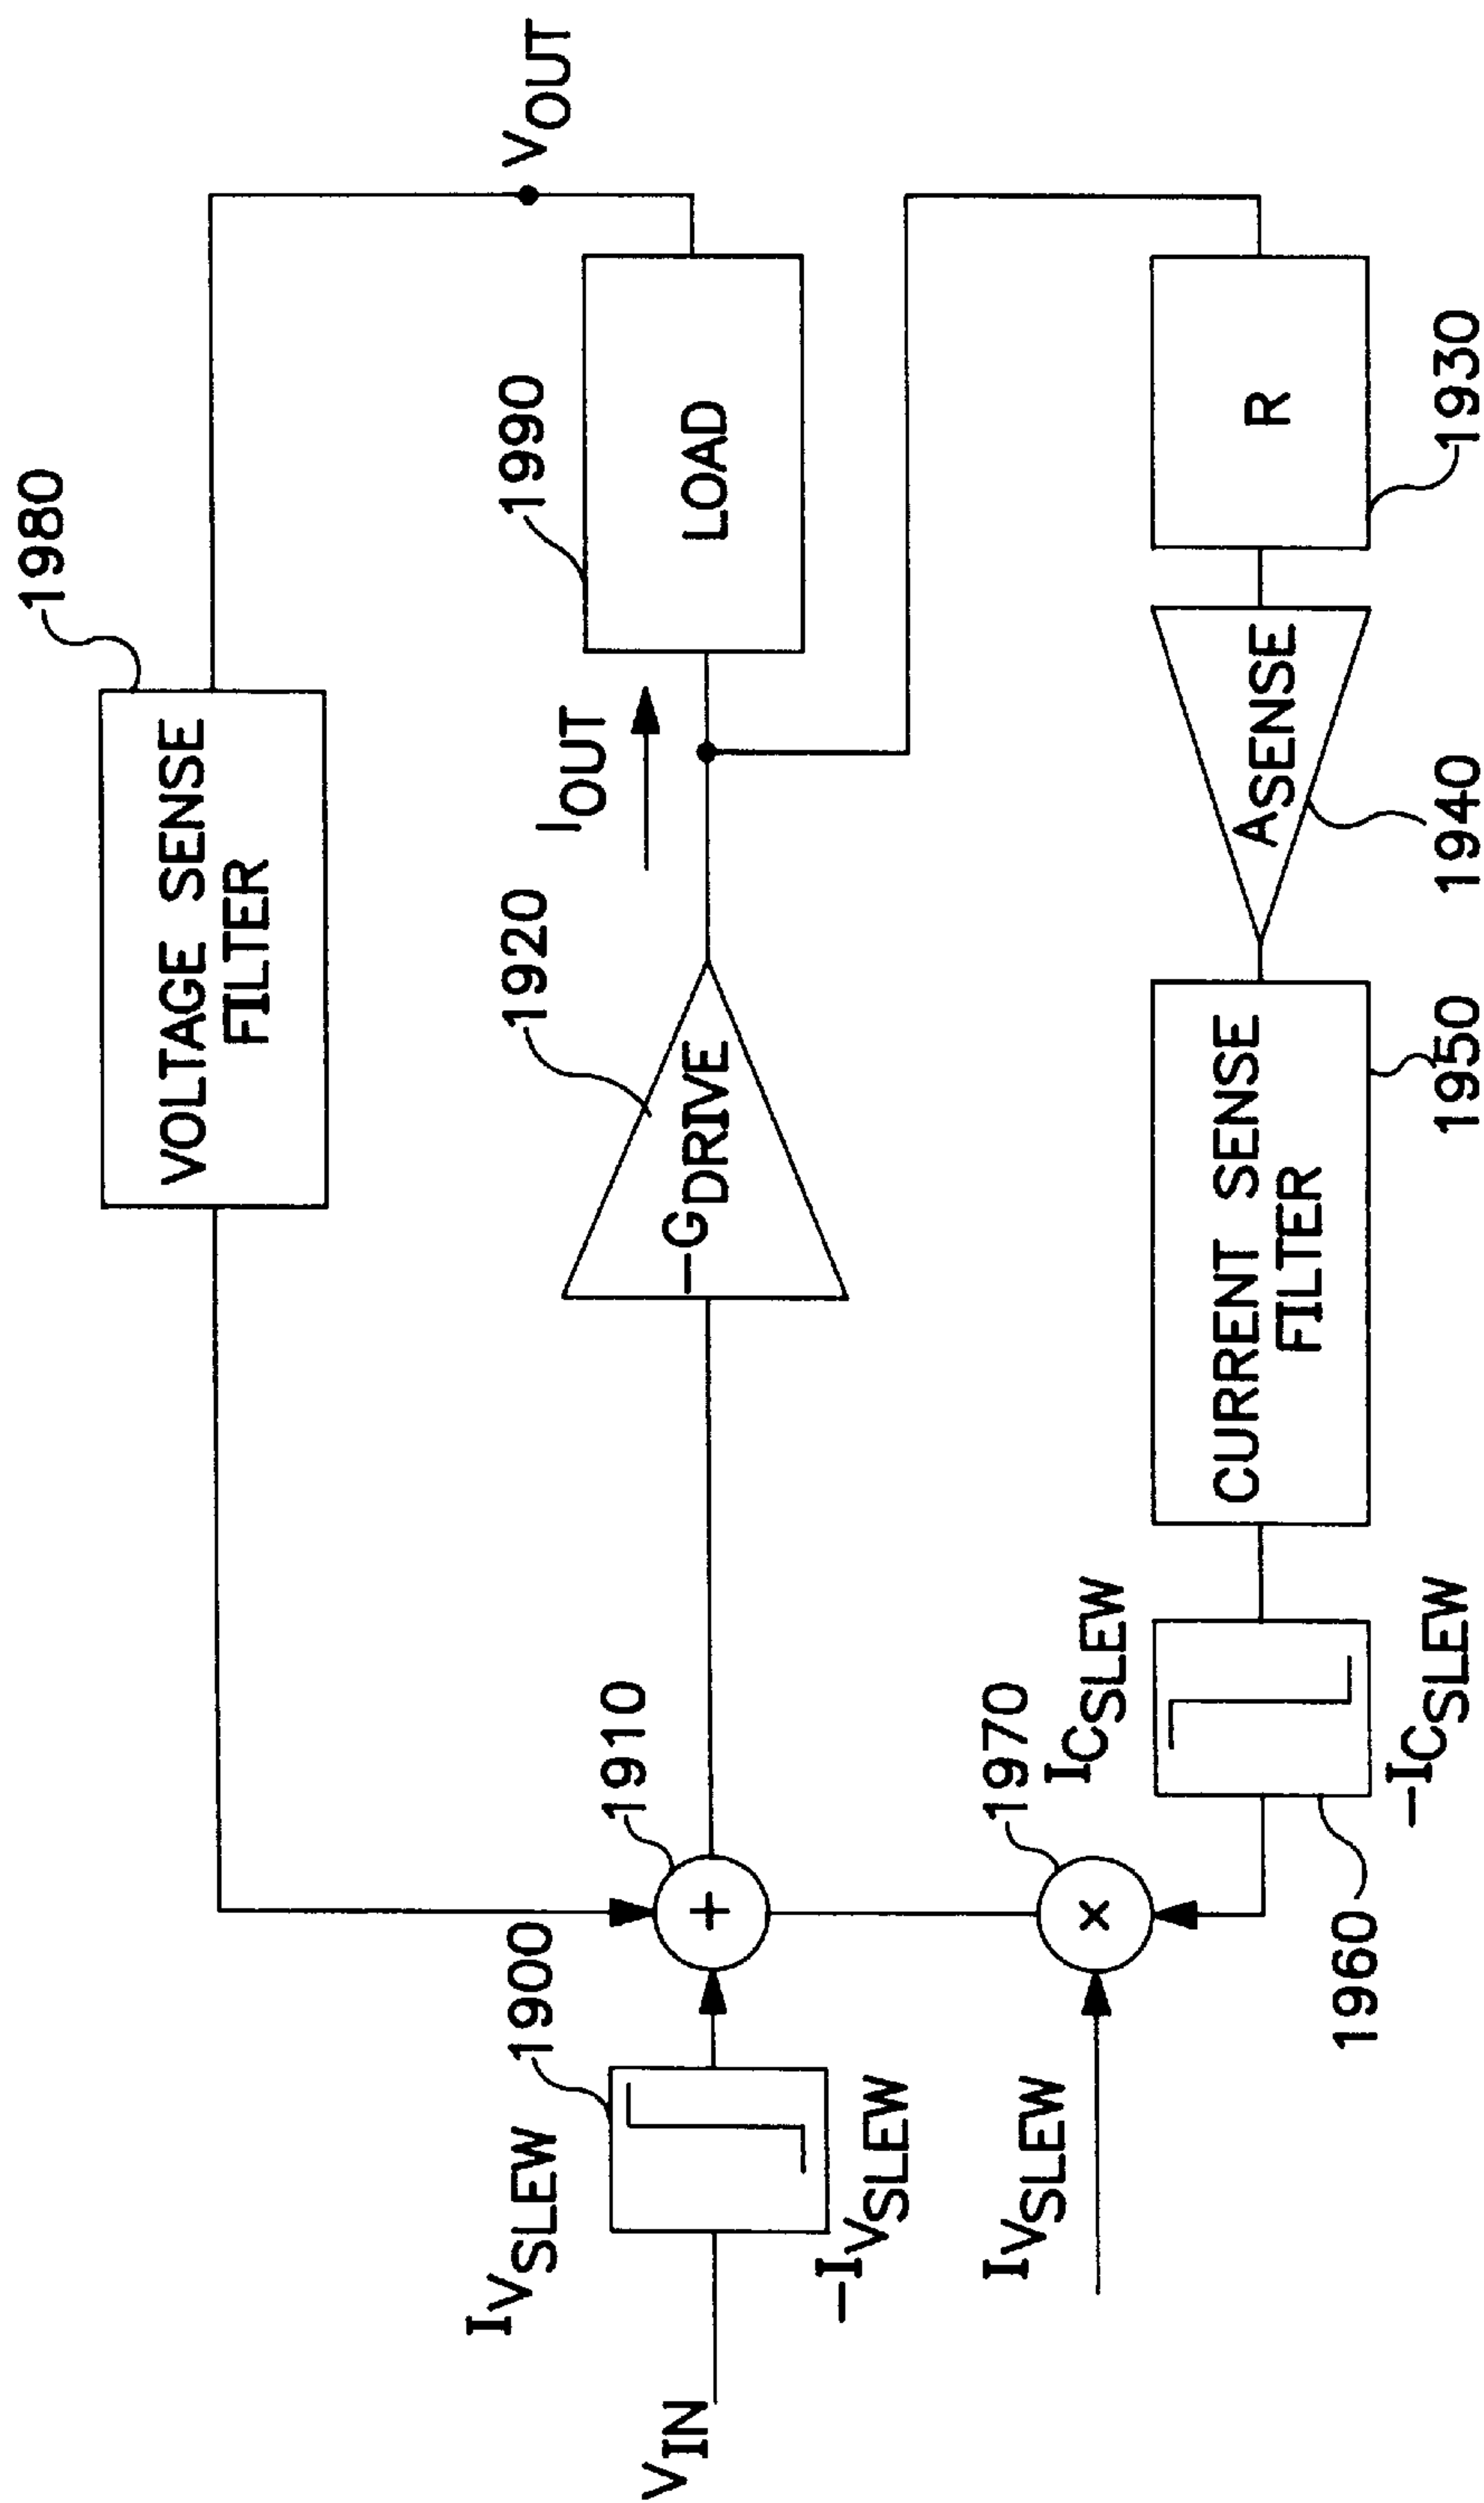 1980
VOLTAGE SENSE
FILTER
VOUT
IVSLEW
1900
1910
1920
IOUT
1990
VIN
+
-GDRIVE
LOAD
-IVSLEW
IVSLEW
1970
x
ICSLEW
CURRENT SENSE
FILTER
ASENSE
R
1960
-ICSLEW
1950
1940
1930